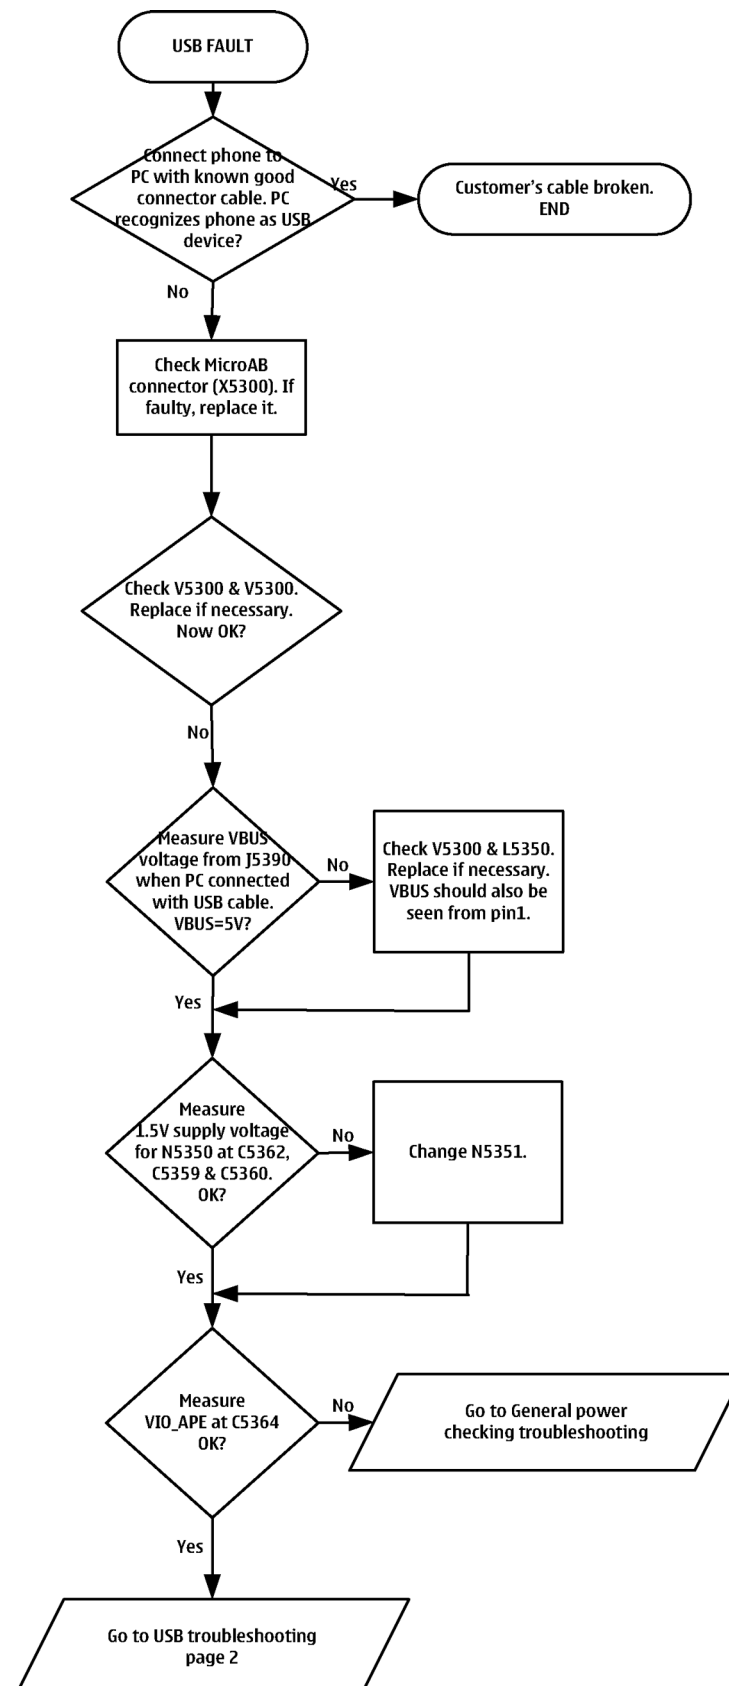 USB FAULT
Connect phone to
PC with known good
connector cable. PC
recognizes phone as USB
device?
Yes
Customer's cable broken.
END
No
Check MicroAB
connector (X5300). If
faulty, replace it.
Check V5300 & V5300.
Replace if necessary.
Now OK?
No
Measure VBUS
voltage from J5390
when PC connected
with USB cable.
VBUS=5V?
No
Check V5300 & L5350.
Replace if necessary.
VBUS should also be
seen from pin1.
Yes
Measure
1.5V supply voltage
for N5350 at C5362,
C5359 & C5360.
OK?
No
Change N5351.
Yes
Measure
VIO_APE at C5364
OK?
No
Go to General power
checking troubleshooting
Yes
Go to USB troubleshooting
page 2